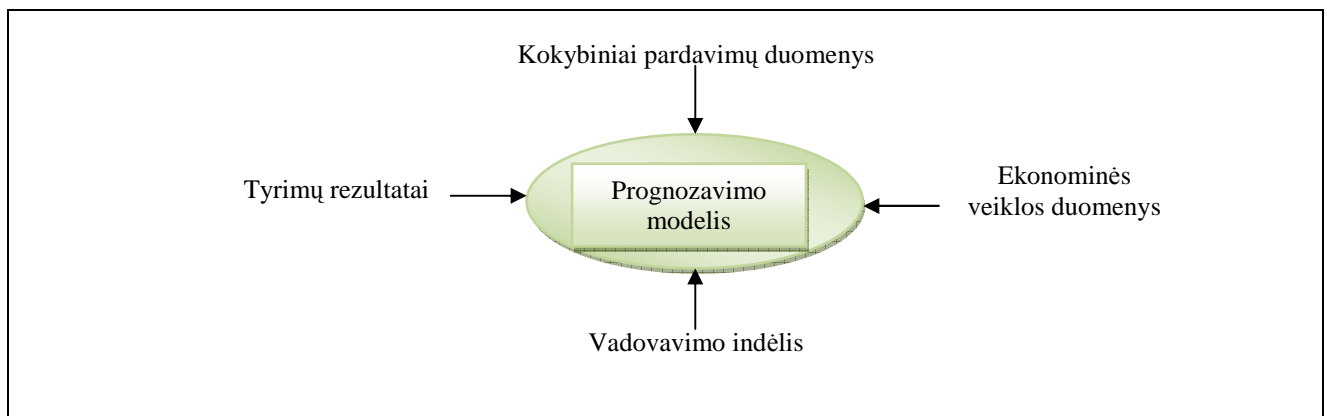 Kokybiniai pardavimų duomenys
Tyrimų rezultatai
Prognozavimo
modelis
Ekonominės
veiklos duomenys
Vadovavimo indėlis